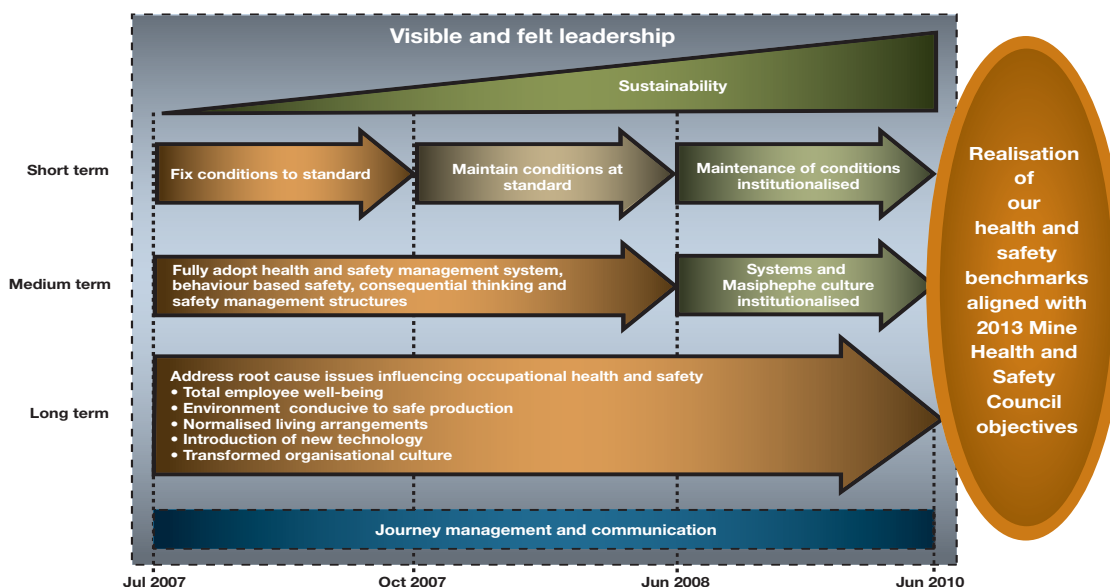 Visible and felt leadership
Sustainability
Short term
Fix conditions to standard
Maintain conditions at
standard
Maintenance of conditions
institutionalised
Medium term
Fully adopt health and safety management system,
behaviour based safety, consequential thinking and
safety management structures
Systems and
Masiphephe culture
institutionalised
Long term
Address root cause issues influencing occupational health and safety
• Total employee well-being
• Environment conducive to safe production
• Normalised living arrangements
• Introduction of new technology
• Transformed organisational culture
Journey management and communication
Jul 2007
Oct 2007
Jun 2008
Jun 2010
Realisation
of
our
health and
safety
benchmarks
aligned with
2013 Mine
Health and
Safety
Council
objectives